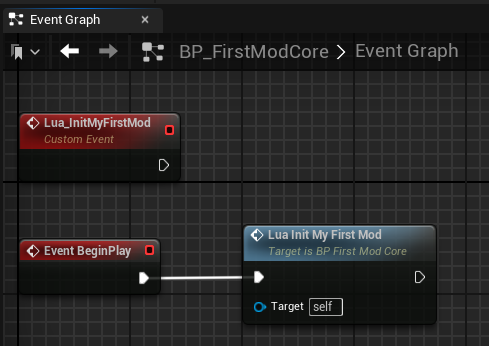 Event Graph
BP_FirstModCore > Event Graph
Lua_InitMyFirstMod
Custom Event
Event BeginPlay
Lua Init My First Mod
Target is BP First Mod Core
Target self